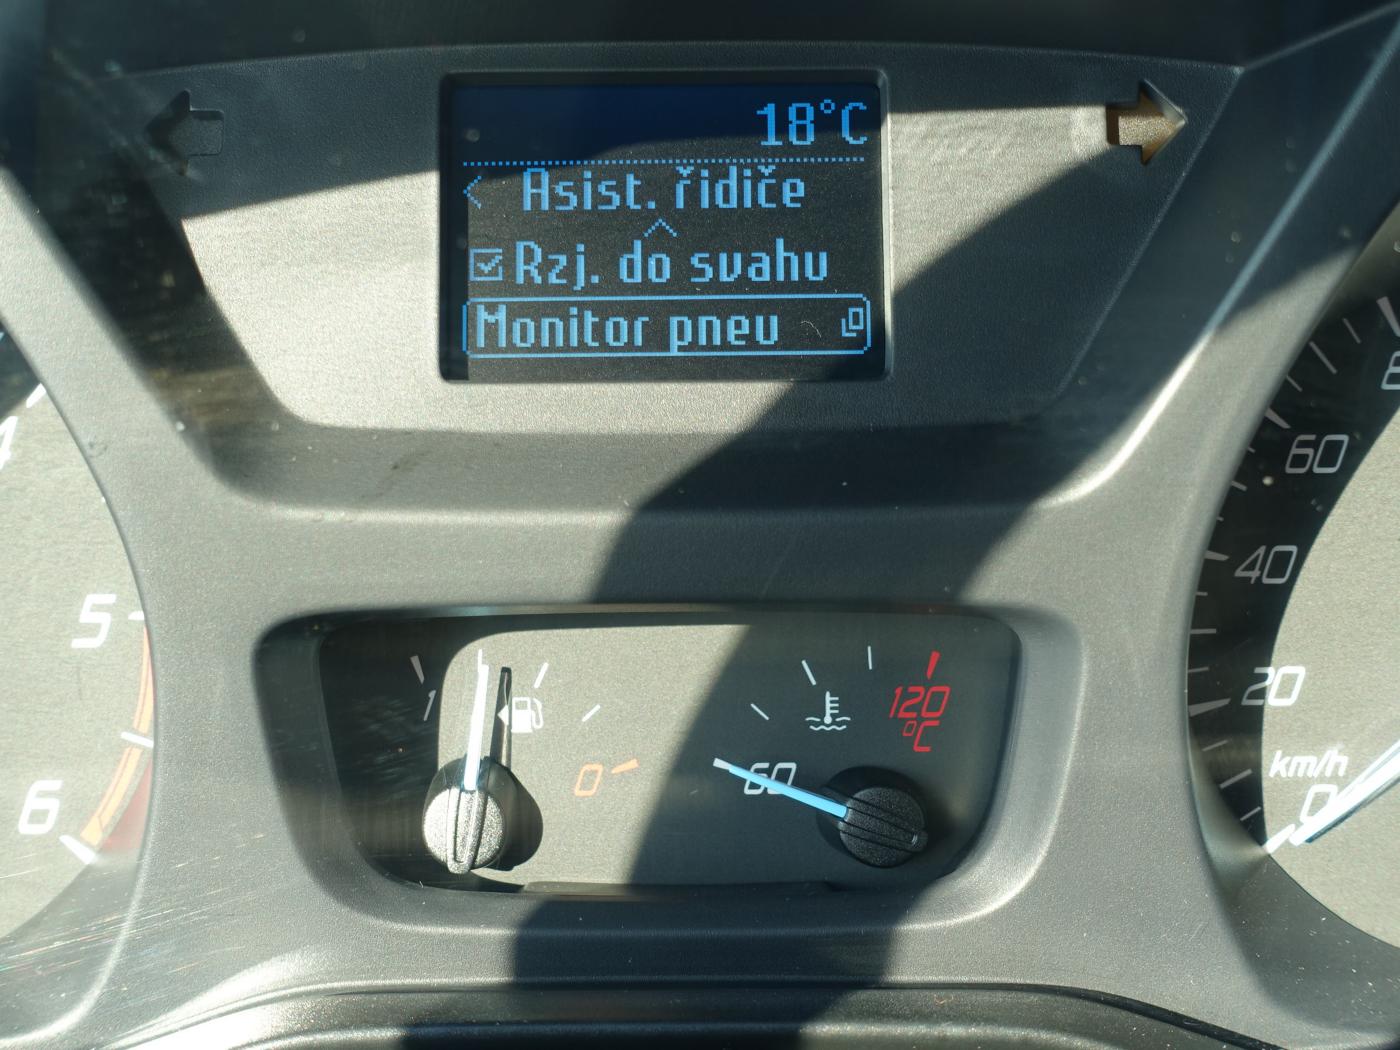 18°C
< Asist. řidiče
Rzj. do svahu
Monitor pneu
4
5
6
1
0
60
120
°C
60
40
20
km/h
0